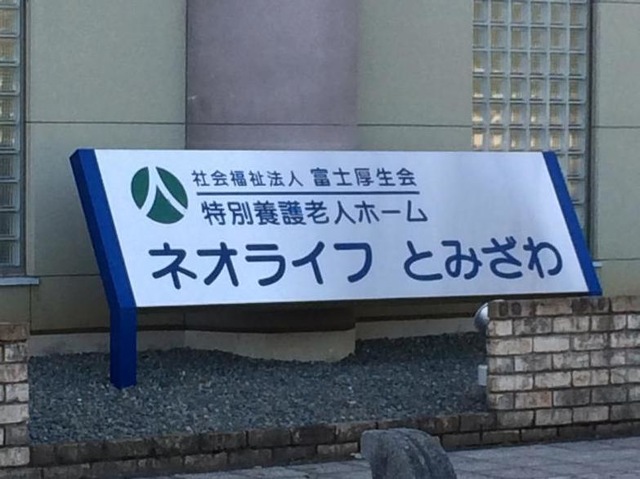 社会福祉法人 富士厚生会
特別養護老人ホーム
ネオライフ とみざわ